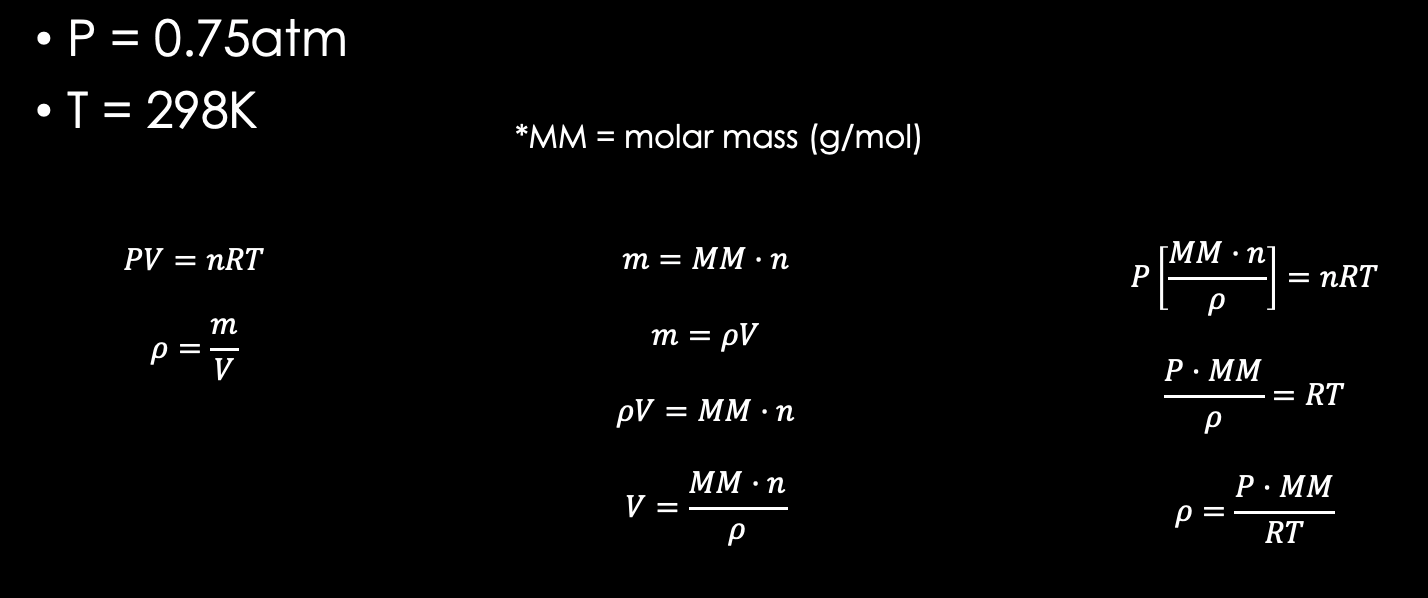 • P = 0.75atm
• T = 298K
*MM = molar mass (g/mol)
PV = nRT
ρ = m/V
m = MM · n
m = ρV
ρV = MM · n
V = MM · n/ρ
P[MM · n/ρ] = nRT
P · MM/ρ = RT
ρ = P · MM/RT